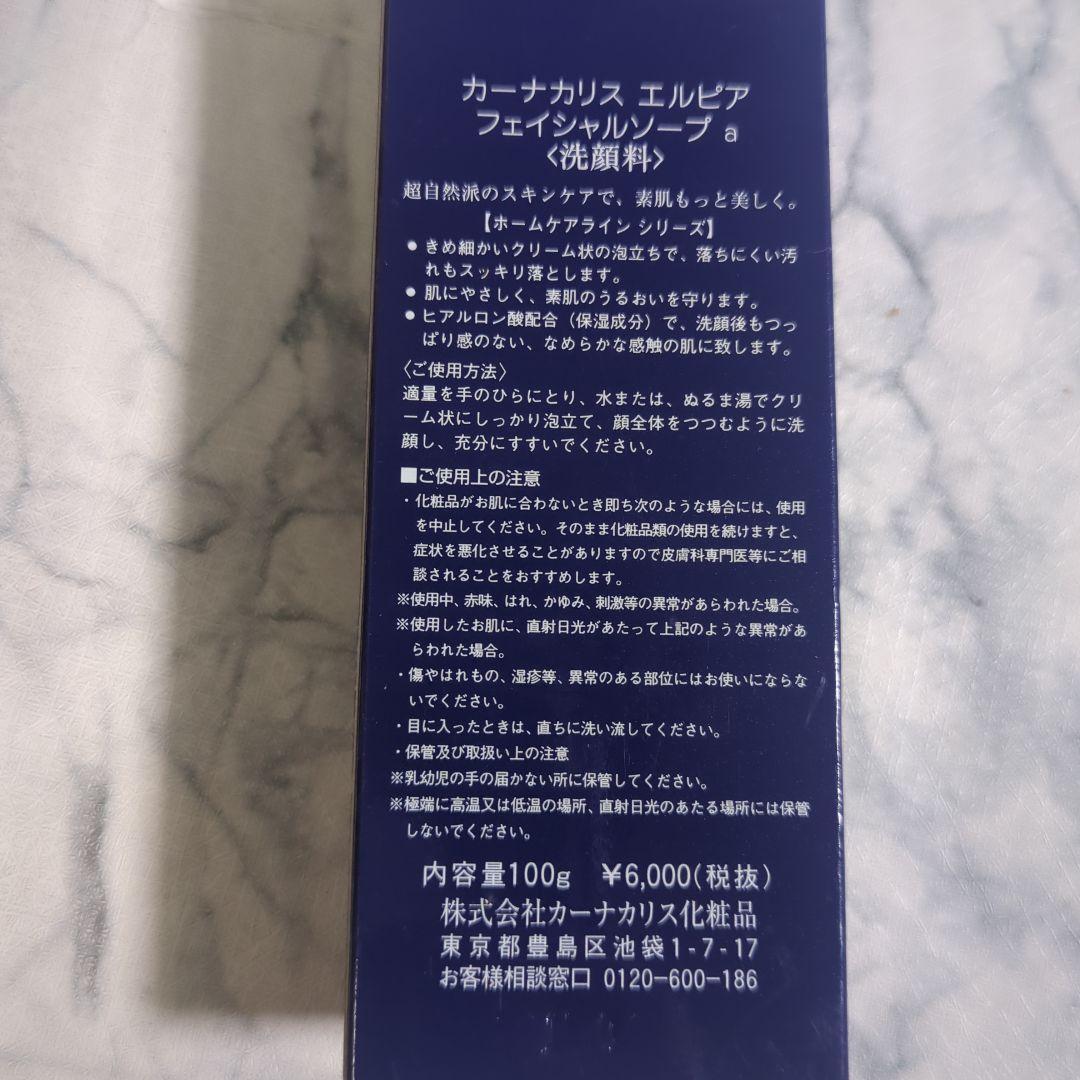 カーナカリス エルピア
フェイシャルソープ a
〈洗顔料〉
超自然派のスキンケアで、素肌もっと美しく。
【ホームケアライン シリーズ】
● きめ細かいクリーム状の泡立ちで、落ちにくい汚
れもスッキリ落とします。
● 肌にやさしく、素肌のうるおいを守ります。
● ヒアルロン酸配合（保湿成分）で、洗顔後もつっ
ぱり感のない、なめらかな感触の肌に致します。
〈ご使用方法〉
適量を手のひらにとり、水または、ぬるま湯でクリ
ーム状にしっかり泡立て、顔全体をつつむように洗
顔し、充分にすすいでください。
■ご使用上の注意
・化粧品がお肌に合わないとき即ち次のような場合には、使用
を中止してください。そのまま化粧品類の使用を続けますと、
症状を悪化させることがありますので皮膚科専門医等にご相
談されることをおすすめします。
※使用中、赤味、はれ、かゆみ、刺激等の異常があらわれた場合。
※使用したお肌に、直射日光があたって上記のような異常があ
らわれた場合。
・傷やはれもの、湿疹等、異常のある部位にはお使いにならな
いでください。
・目に入ったときは、直ちに洗い流してください。
・保管及び取扱い上の注意
※乳幼児の手の届かない所に保管してください。
※極端に高温又は低温の場所、直射日光のあたる場所には保管
しないでください。
内容量100g ￥6,000（税抜）
株式会社カーナカリス化粧品
東京都豊島区池袋1-7-17
お客様相談窓口 0120-600-186